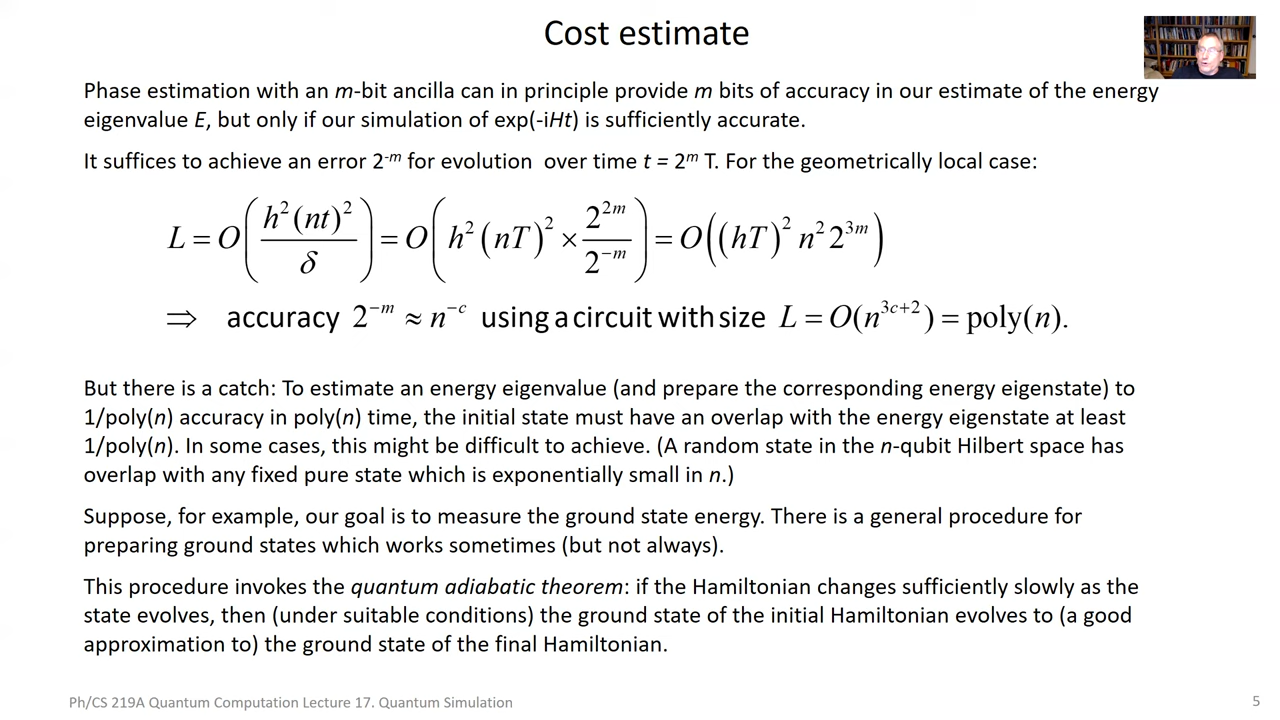 Cost estimate
Phase estimation with an m-bit ancilla can in principle provide m bits of accuracy in our estimate of the energy
eigenvalue E, but only if our simulation of exp(-iHt) is sufficiently accurate.
It suffices to achieve an error 2^{-m} for evolution over time t = 2^m T. For the geometrically local case:
L = O\left(\frac{h^2(nt)^2}{\delta}\right) = O\left(h^2(nT)^2 \times \frac{2^{2m}}{2^{-m}}\right) = O\left((hT)^2 n^2 2^{3m}\right)
⇒ accuracy 2^{-m} ≈ n^{-c} using a circuit with size L = O(n^{3c+2}) = poly(n).
But there is a catch: To estimate an energy eigenvalue (and prepare the corresponding energy eigenstate) to
1/poly(n) accuracy in poly(n) time, the initial state must have an overlap with the energy eigenstate at least
1/poly(n). In some cases, this might be difficult to achieve. (A random state in the n-qubit Hilbert space has
overlap with any fixed pure state which is exponentially small in n.)
Suppose, for example, our goal is to measure the ground state energy. There is a general procedure for
preparing ground states which works sometimes (but not always).
This procedure invokes the quantum adiabatic theorem: if the Hamiltonian changes sufficiently slowly as the
state evolves, then (under suitable conditions) the ground state of the initial Hamiltonian evolves to (a good
approximation to) the ground state of the final Hamiltonian.
Ph/CS 219A Quantum Computation Lecture 17. Quantum Simulation
5